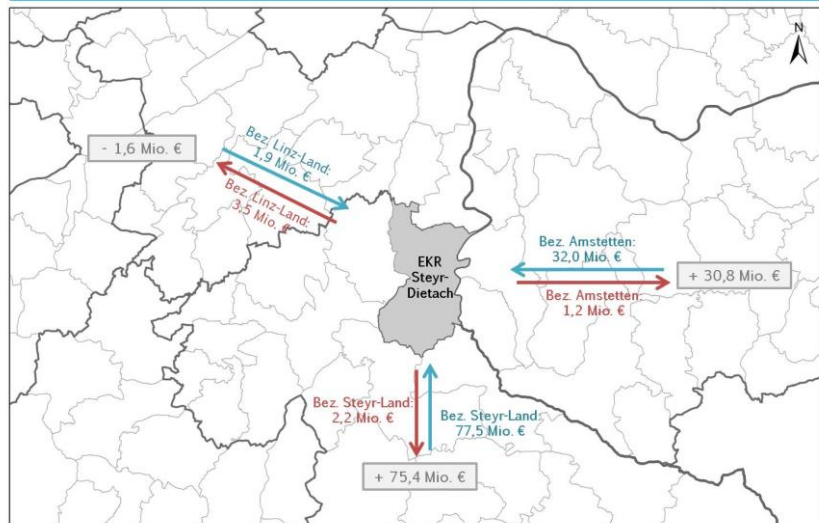 N
- 1,6 Mio. €
Bez. Linz-Land:
1,9 Mio. €
Bez. Linz-Land:
3,5 Mio. €
EKR
Steyr-
Dietach
Bez. Amstetten:
32,0 Mio. €
Bez. Amstetten:
1,2 Mio. €
+ 30,8 Mio. €
Bez. Steyr-Land:
2,2 Mio. €
Bez. Steyr-Land:
77,5 Mio. €
+ 75,4 Mio. €